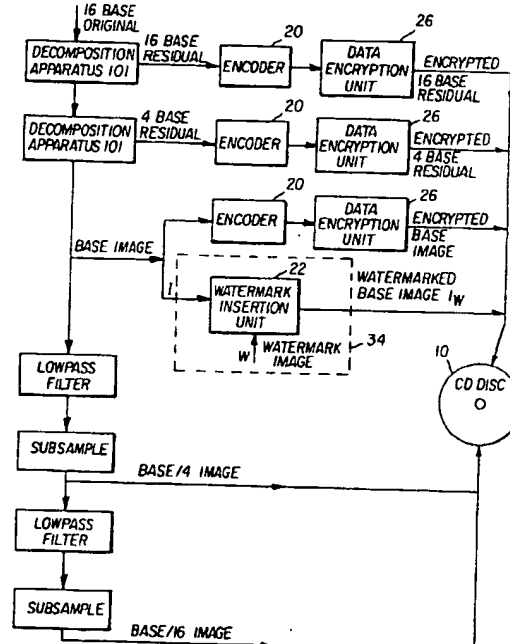 16 BASE
ORIGINAL
DECOMPOSITION
APPARATUS 101
16 BASE
RESIDUAL
20
ENCODER
26
DATA
ENCRYPTION
UNIT
ENCRYPTED
16 BASE
RESIDUAL
DECOMPOSITION
APPARATUS 101
4 BASE
RESIDUAL
20
ENCODER
26
DATA
ENCRYPTION
UNIT
ENCRYPTED
4 BASE
RESIDUAL
20
ENCODER
26
DATA
ENCRYPTION
UNIT
ENCRYPTED
BASE
IMAGE
BASE IMAGE
I
22
WATERMARK
INSERTION
UNIT
WATERMARKED
BASE IMAGE IW
W
WATERMARK
IMAGE
34
10
CD DISC
LOWPASS
FILTER
SUBSAMPLE
BASE/4 IMAGE
LOWPASS
FILTER
SUBSAMPLE
BASE/16 IMAGE